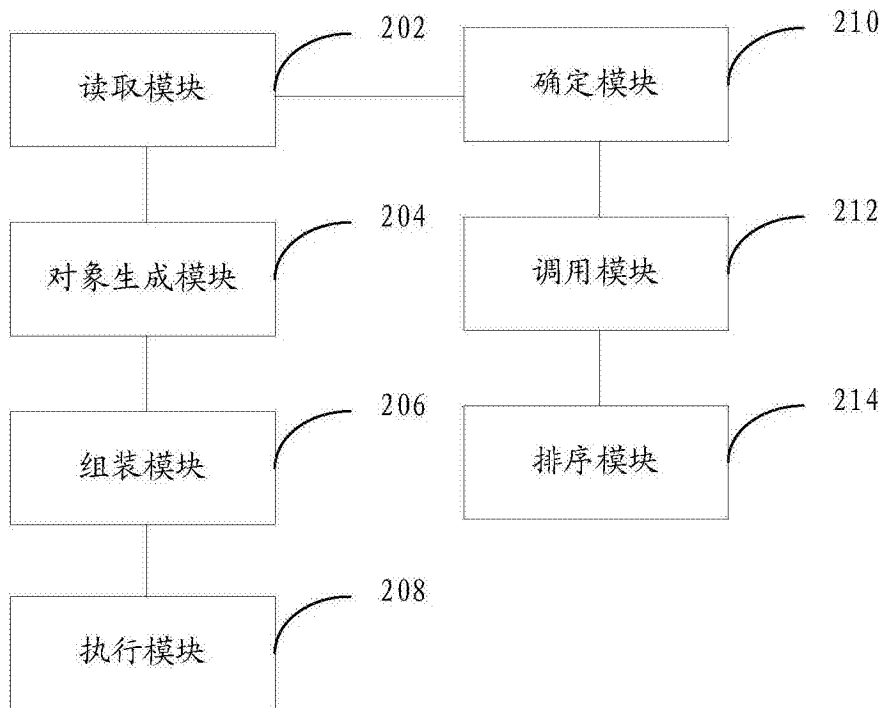 202
读取模块
210
确定模块
204
对象生成模块
212
调用模块
206
组装模块
214
排序模块
208
执行模块